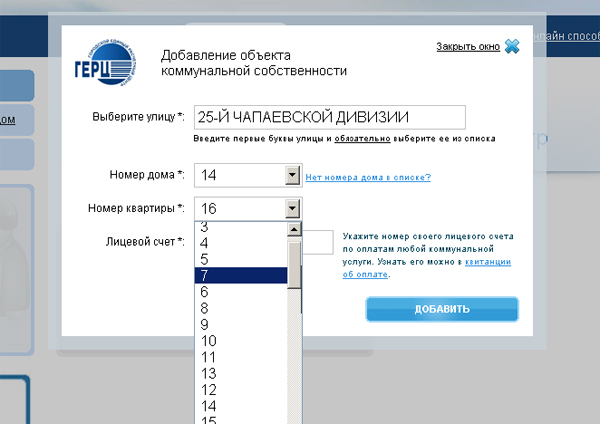 нлайн способ
Закрыть окно
ГЕРЦ
Добавление объекта
коммунальной собственности
ом
Выберите улицу *:
25-Й ЧАПАЕВСКОЙ ДИВИЗИИ
Введите первые буквы улицы и обязательно выберите ее из списка
тр
Номер дома *:
14
Нет номера дома в списке?
Номер квартиры *:
16
3
Лицевой счет *:
4
5
7
6
8
9
10
11
13
12
14
15
Укажите номер своего лицевого счета
по оплатам любой коммунальной
услуги. Узнать его можно в квитанции
об оплате.
ДОБАВИТЬ